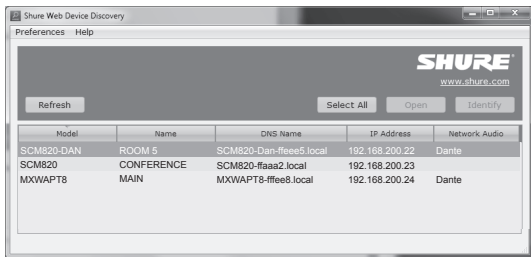 Shure Web Device Discovery
Preferences Help
SHURE
www.shure.com
Refresh Select All Open Identify
Model Name DNS Name IP Address Network Audio
SCM820-DAN ROOM 5 SCM820-Dan-ffeee5.local 192.168.200.22 Dante
SCM820 CONFERENCE SCM820-ffaaa2.local 192.168.200.23
MXWAPT8 MAIN MXWAPT8-fffee8.local 192.168.200.24 Dante